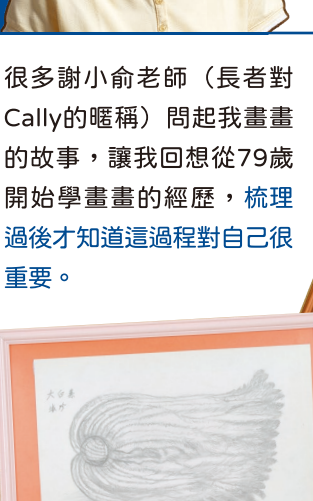 很多謝小俞老師（長者對
Cally的暱稱）問起我畫畫
的故事，讓我回想從79歲
開始學畫畫的經歷，梳理
過後才知道這過程對自己很
重要。
大白菜